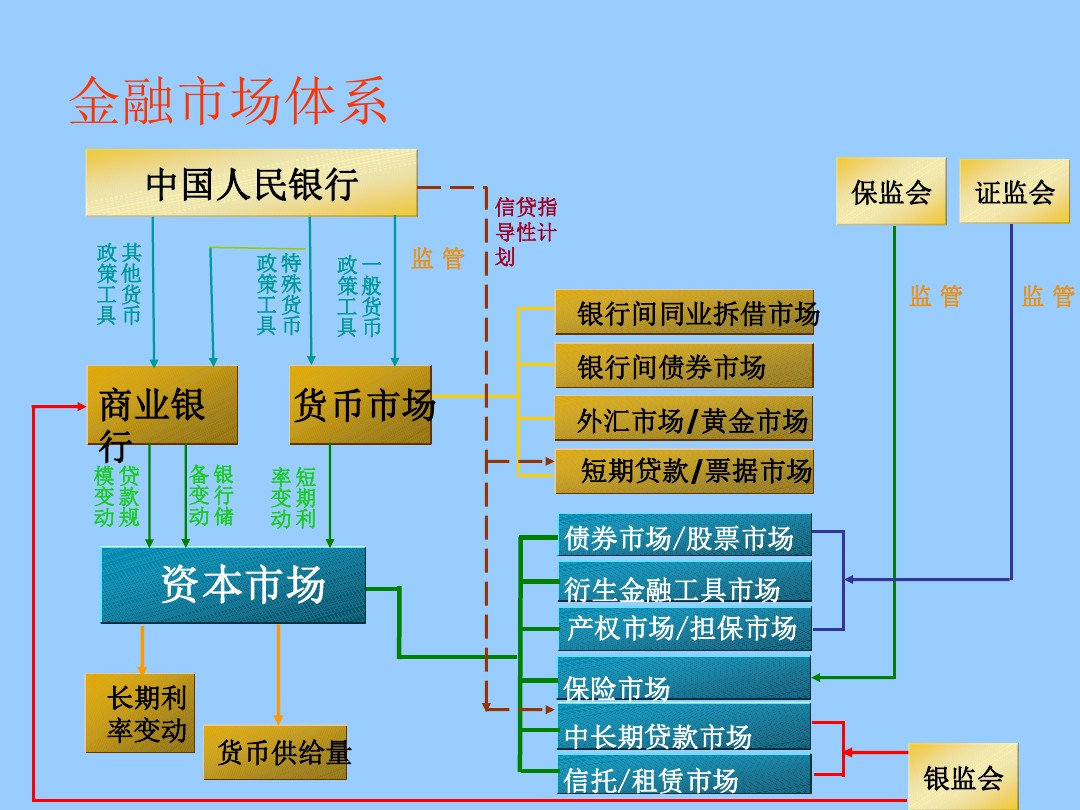 金融市场体系
中国人民银行
保监会
证监会
信贷指
导性计
划
其他货币
政策工具
特殊货币
政策工具
一般货币
政策工具
监 管
监 管
监 管
银行间同业拆借市场
银行间债券市场
外汇市场/黄金市场
短期贷款/票据市场
商业银
行
货币市场
贷款规
模变动
银行储
备变动
短期利
率变动
债券市场/股票市场
衍生金融工具市场
产权市场/担保市场
保险市场
中长期贷款市场
信托/租赁市场
资本市场
长期利
率变动
货币供给量
银监会